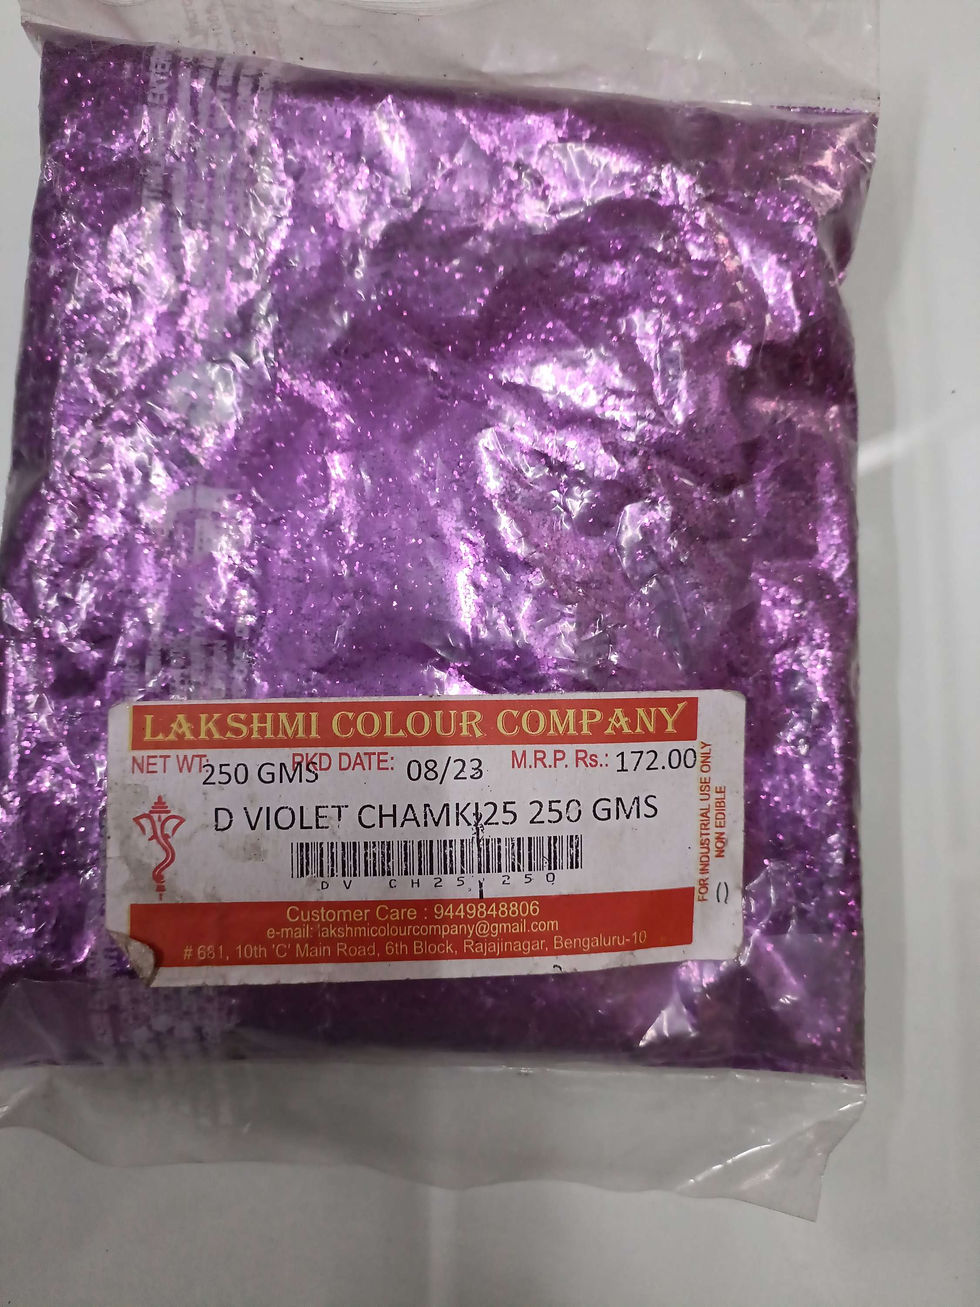 LAKSHMI COLOUR COMPANY
NET WT: 250 GMS PKD DATE: 08/23 M.R.P. Rs.: 172.00
D VIOLET CHAMKI25 250 GMS
DV CH25 250
FOR INDUSTRIAL USE ONLY
NON EDIBLE
Customer Care : 9449848806
e-mail: lakshmicolourcompany@gmail.com
# 681, 10th 'C' Main Road, 6th Block, Rajajinagar, Bengaluru-10